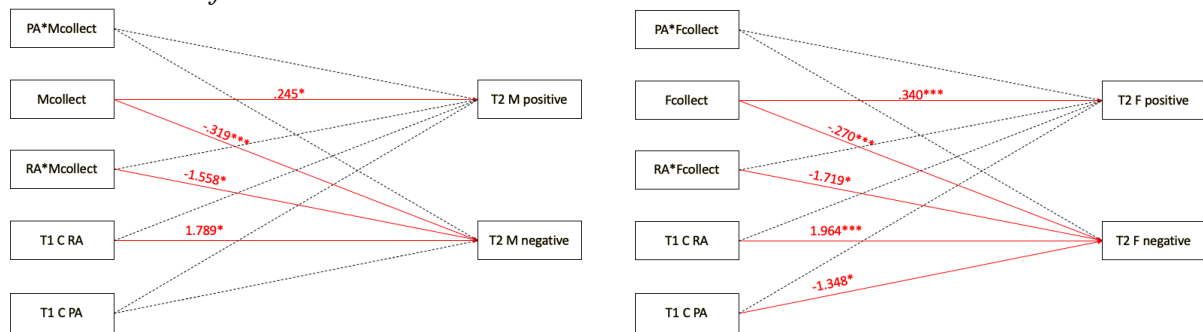 PA*Mcollect
Mcollect
RA*Mcollect
T1 C RA
T1 C PA
.245*
-.319***
-1.558*
1.789*
T2 M positive
T2 M negative
PA*Fcollect
Fcollect
RA*Fcollect
T1 C RA
T1 C PA
.340***
-.270***
-1.719*
1.964***
-1.348*
T2 F positive
T2 F negative